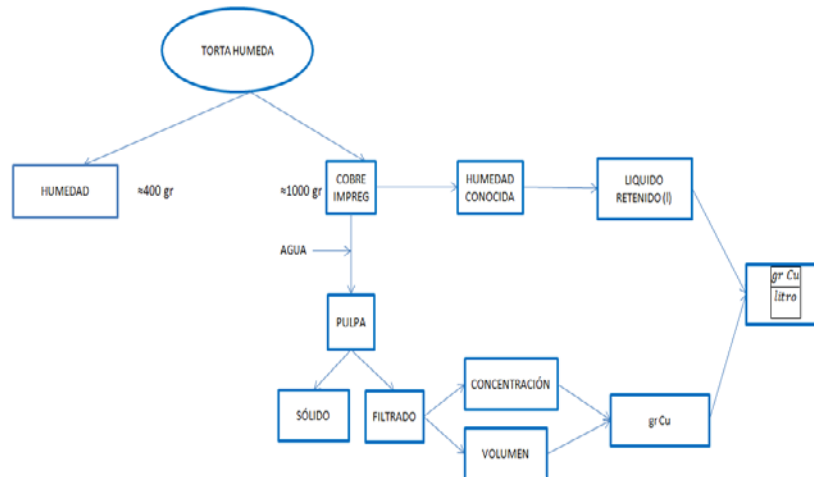 TORTA HUMEDA
HUMEDAD
≈400 gr
≈1000 gr
COBRE
IMPREG
HUMEDAD
CONOCIDA
LIQUIDO
RETENIDO (l)
AGUA
gr Cu
litro
PULPA
SÓLIDO
FILTRADO
CONCENTRACIÓN
VOLUMEN
gr Cu